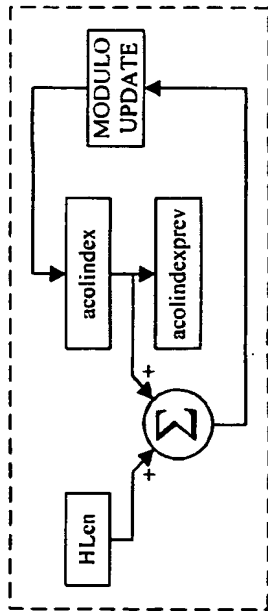 HLen
+
+
Σ
acolindex
acolindexprev
MODULO
UPDATE